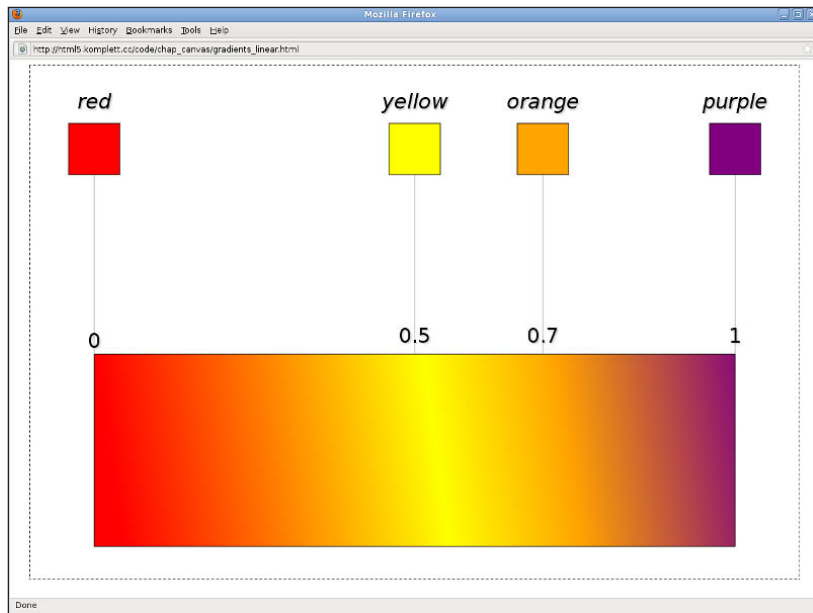 Mozilla Firefox
File Edit View History Bookmarks Tools Help
http://html5.komplett.cc/code/chap_canvas/gradients_linear.html
red yellow orange purple
0 0.5 0.7 1
Done